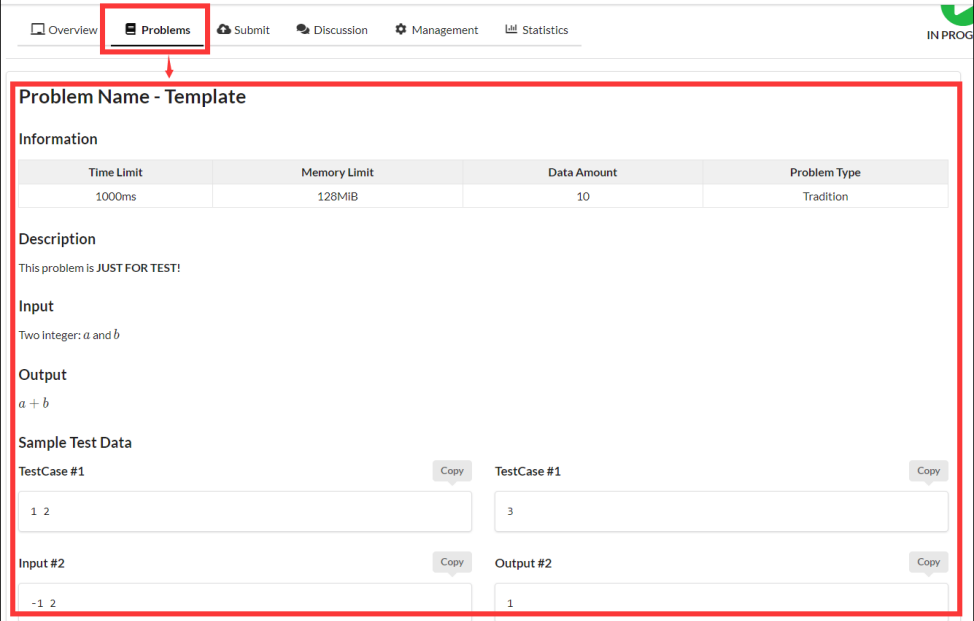 Overview Problems Submit Discussion Management Statistics
IN PROG
Problem Name - Template
Information
Time Limit Memory Limit Data Amount Problem Type
1000ms 128MiB 10 Tradition
Description
This problem is JUST FOR TEST!
Input
Two integer: a and b
Output
a + b
Sample Test Data
TestCase #1 Copy TestCase #1 Copy
1 2 3
Input #2 Copy Output #2 Copy
-1 2 1